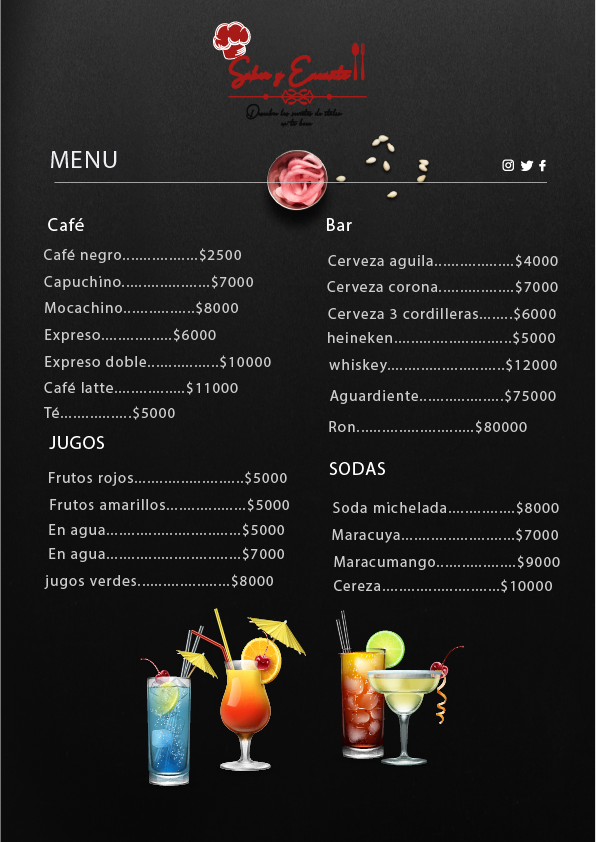 Sabor y Encanto
MENU
Café
Café negro..................$2500
Capuchino.....................$7000
Mocachino.................$8000
Expreso.................$6000
Expreso doble.................$10000
Café latte.................$11000
Té.................$5000
JUGOS
Frutos rojos..........................$5000
Frutos amarillos...................$5000
En agua................................$5000
En agua................................$7000
jugos verdes......................$8000
Bar
Cerveza aguila...................$4000
Cerveza corona..................$7000
Cerveza 3 cordilleras........$6000
heineken............................$5000
whiskey............................$12000
Aguardiente....................$75000
Ron............................$80000
SODAS
Soda michelada................$8000
Maracuya...........................$7000
Maracumango...................$9000
Cereza............................$10000